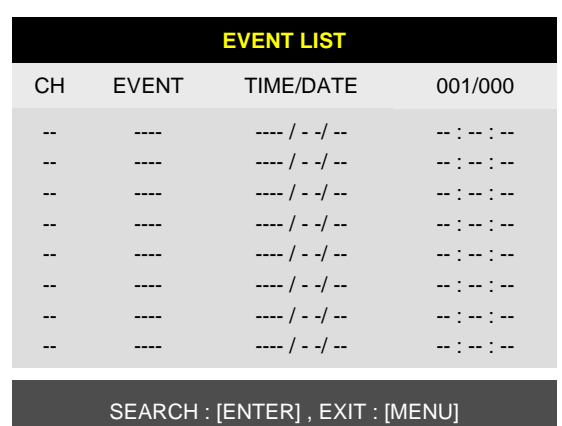 EVENT LIST
CH EVENT TIME/DATE 001/000
-- ---- ---- / - -/ -- -- : -- : --
-- ---- ---- / - -/ -- -- : -- : --
-- ---- ---- / - -/ -- -- : -- : --
-- ---- ---- / - -/ -- -- : -- : --
-- ---- ---- / - -/ -- -- : -- : --
-- ---- ---- / - -/ -- -- : -- : --
-- ---- ---- / - -/ -- -- : -- : --
-- ---- ---- / - -/ -- -- : -- : --
SEARCH : [ENTER] , EXIT : [MENU]